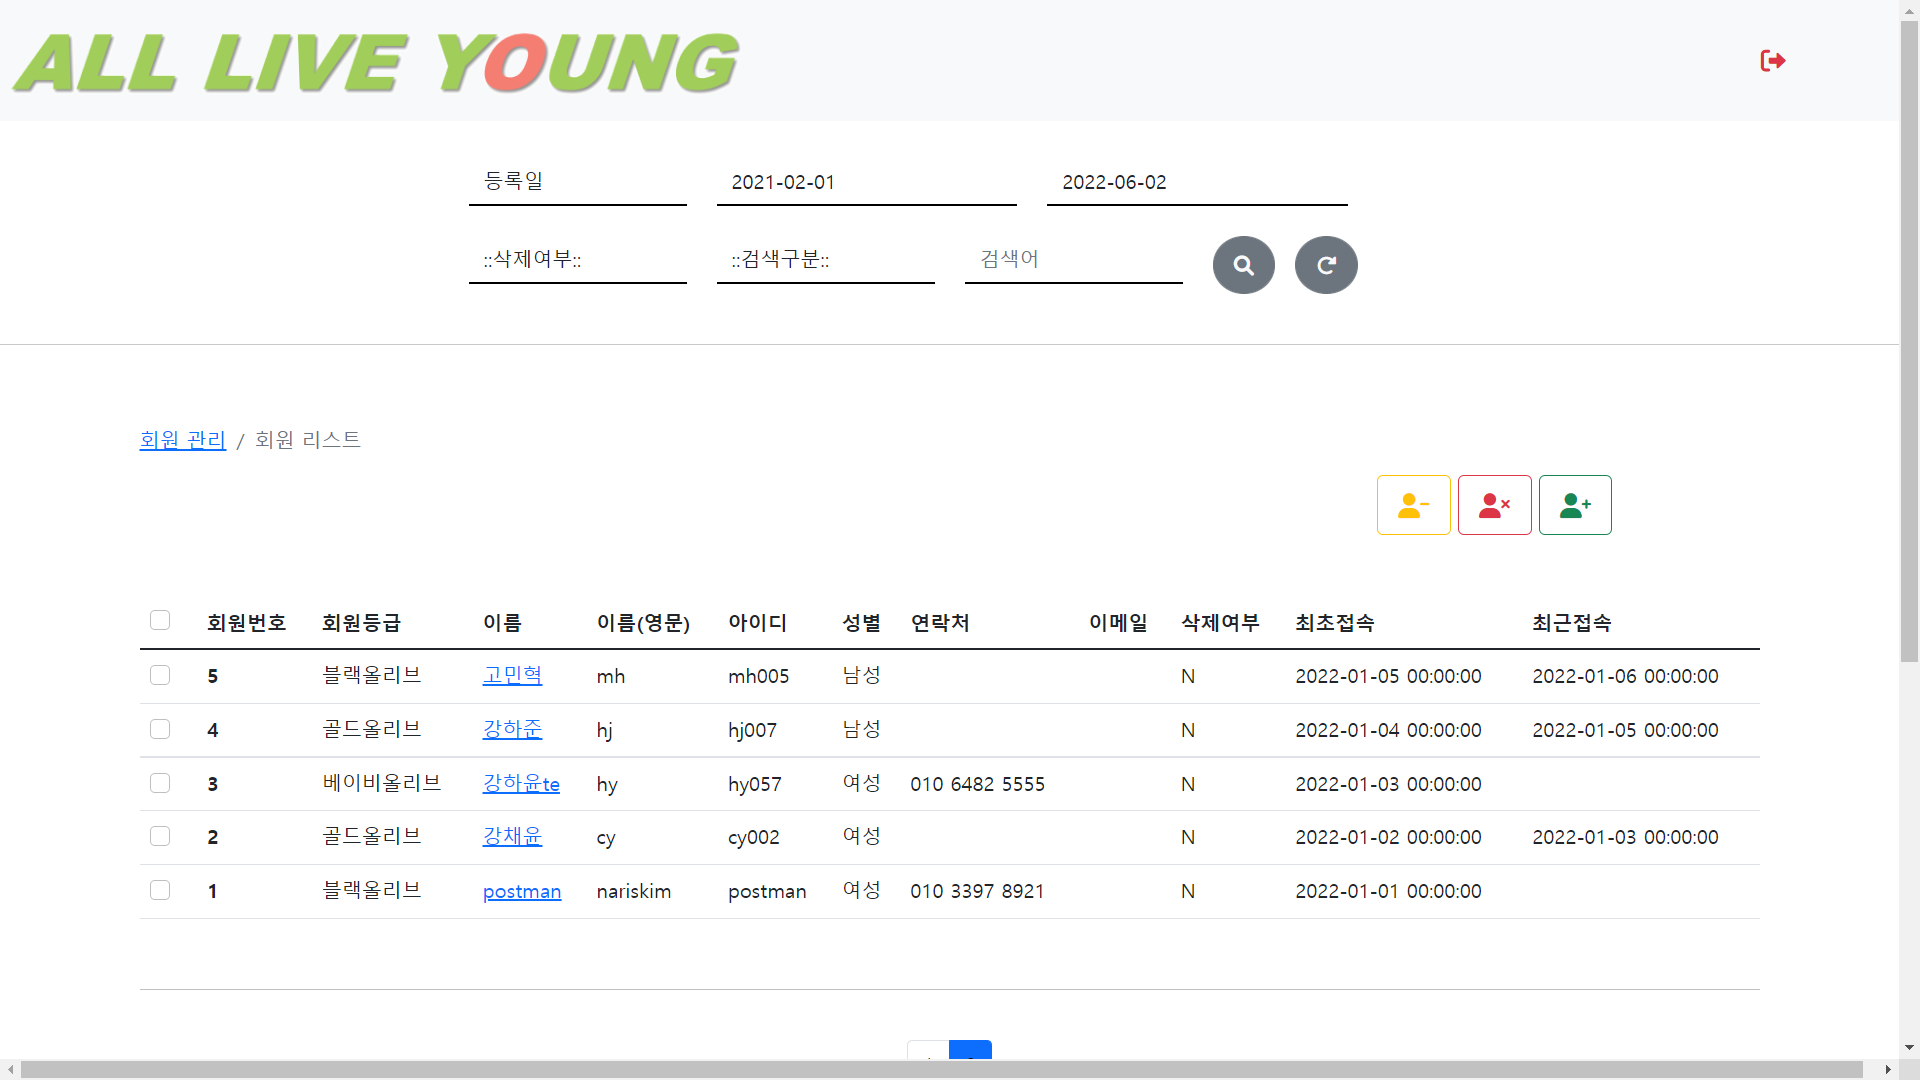 ALL LIVE YOUNG
등록일 2021-02-01 2022-06-02
::삭제여부:: ::검색구분:: 검색어
회원 관리 / 회원 리스트
회원번호 회원등급 이름 이름(영문) 아이디 성별 연락처 이메일 삭제여부 최초접속 최근접속
5 블랙올리브 고민혁 mh mh005 남성 N 2022-01-05 00:00:00 2022-01-06 00:00:00
4 골드올리브 강하준 hj hj007 남성 N 2022-01-04 00:00:00 2022-01-05 00:00:00
3 베이비올리브 강하윤te hy hy057 여성 010 6482 5555 N 2022-01-03 00:00:00
2 골드올리브 강채윤 cy cy002 여성 N 2022-01-02 00:00:00 2022-01-03 00:00:00
1 블랙올리브 postman nariskim postman 여성 010 3397 8921 N 2022-01-01 00:00:00